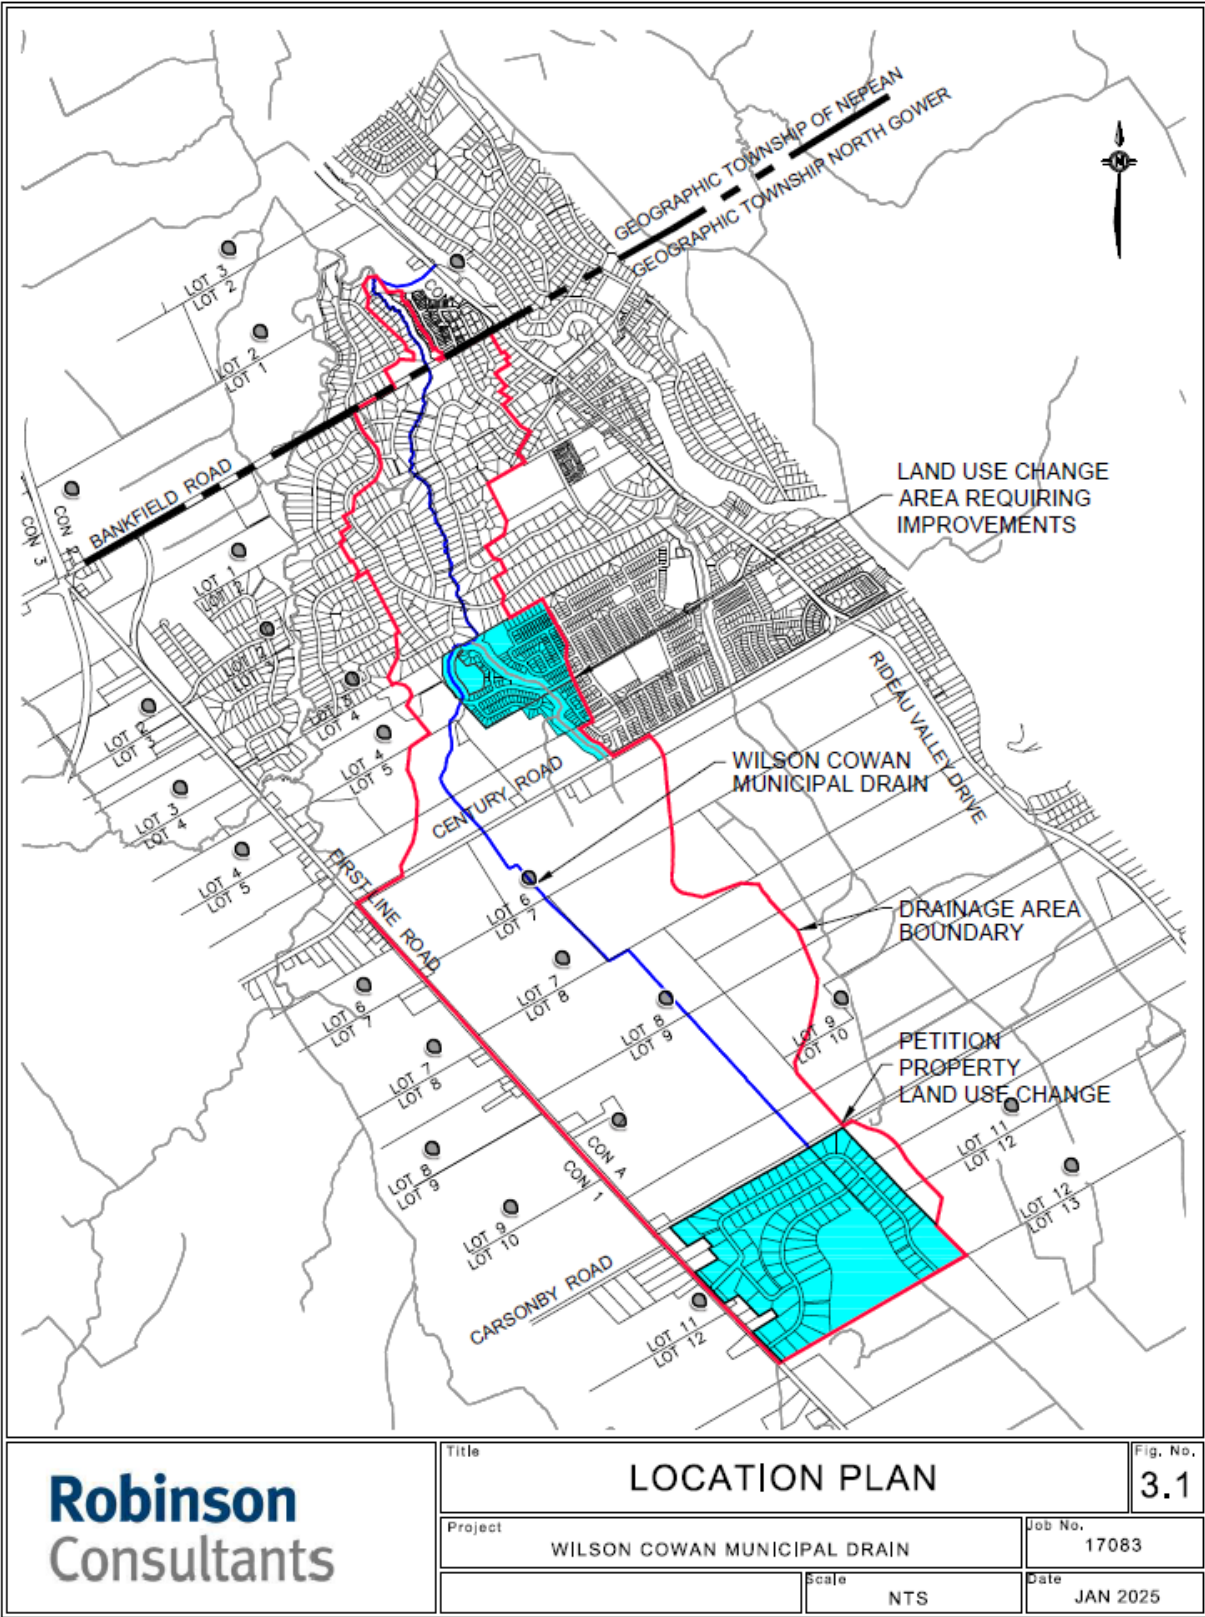 GEOGRAPHIC TOWNSHIP OF NEPEAN
GEOGRAPHIC TOWNSHIP NORTH GOWER
N
LOT 3
LOT 2
LOT 2
LOT 1
BANKFIELD ROAD
CON 2
CON 3
LAND USE CHANGE
AREA REQUIRING
IMPROVEMENTS
LOT 1
LOT 2
LOT 2
LOT 3
LOT 4
LOT 2
LOT 3
LOT 4
LOT 5
RIDEAU VALLEY DRIVE
WILSON COWAN
MUNICIPAL DRAIN
CENTURY ROAD
LOT 3
LOT 4
LOT 4
LOT 5
FIRST LINE ROAD
LOT 6
LOT 7
DRAINAGE AREA
BOUNDARY
LOT 6
LOT 7
LOT 7
LOT 8
LOT 8
LOT 9
LOT 9
LOT 10
PETITION
PROPERTY
LAND USE CHANGE
LOT 7
LOT 8
CON A
CON 1
LOT 11
LOT 12
LOT 8
LOT 9
LOT 12
LOT 13
LOT 9
LOT 10
CARSONBY ROAD
LOT 11
LOT 12
Robinson
Consultants
Title
LOCATION PLAN
Fig. No.
3.1
Project
WILSON COWAN MUNICIPAL DRAIN
Job No.
17083
Scale
NTS
Date
JAN 2025